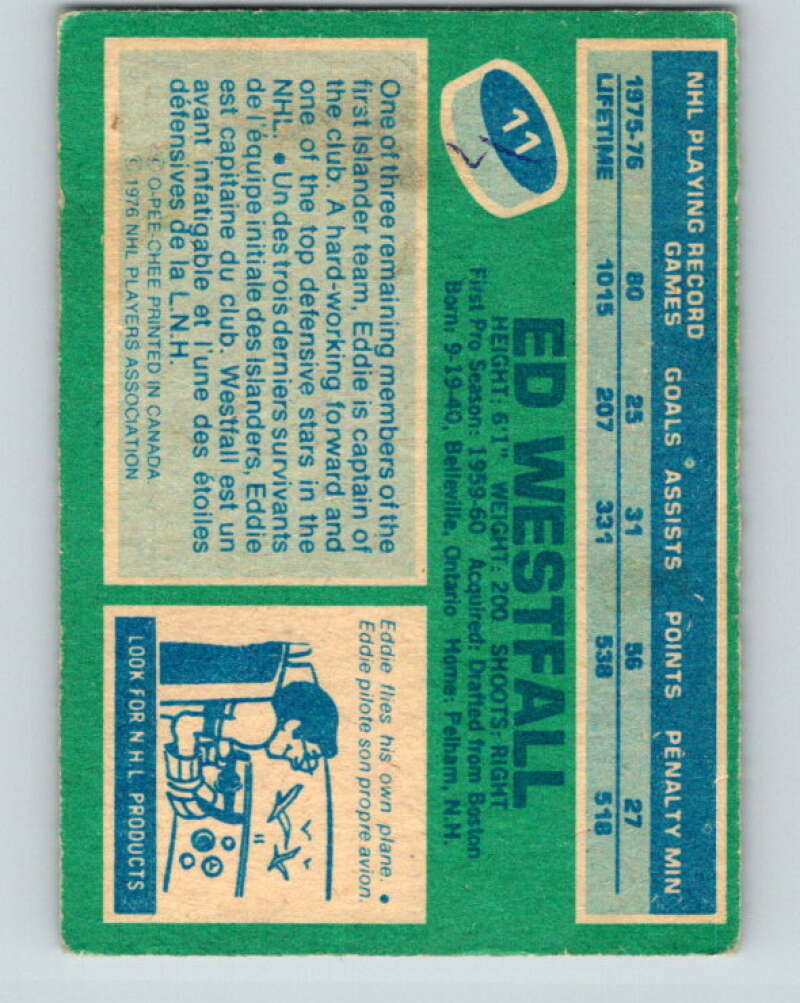 NHL PLAYING RECORD
GAMES GOALS ASSISTS POINTS PENALTY MIN
1975-76 80 25 31 56 27
LIFETIME 1015 207 331 538 518
11
ED WESTFALL
HEIGHT: 6'1" WEIGHT: 200 SHOOTS: RIGHT
First Pro Season: 1959-60 Acquired: Drafted from Boston
Born: 9-19-40, Belleville, Ontario Home: Pelham, N.H.
One of three remaining members of the
first Islander team, Eddie is captain of
the club. A hard-working forward and
one of the top defensive stars in the
NHL. • Un des trois derniers survivants
de l'équipe initiale des Islanders, Eddie
est capitaine du club. Westfall est un
avant infatigable et l'une des étoiles
défensives de la L.N.H.
© O-PEE-CHEE PRINTED IN CANADA
© 1976 NHL PLAYERS ASSOCIATION
Eddie flies his own plane. •
Eddie pilote son propre avion.
LOOK FOR NHL PRODUCTS